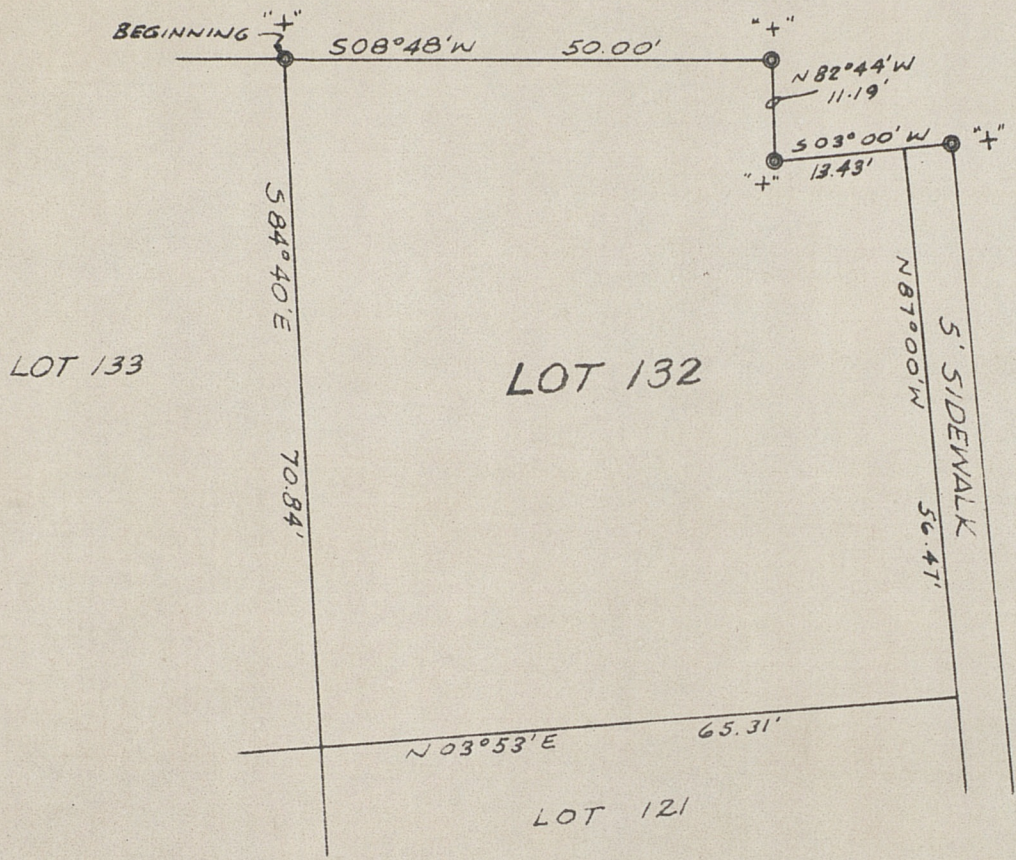 BEGINNING "+"
S08°48'W 50.00'
"+"
N82°44'W
11.19'
S03°00'W
13.43'
"+"
"+"
S84°40'E
70.84'
LOT 133
LOT 132
N87°00'W
56.47'
5' SIDEWALK
N03°53'E
65.31'
LOT 121